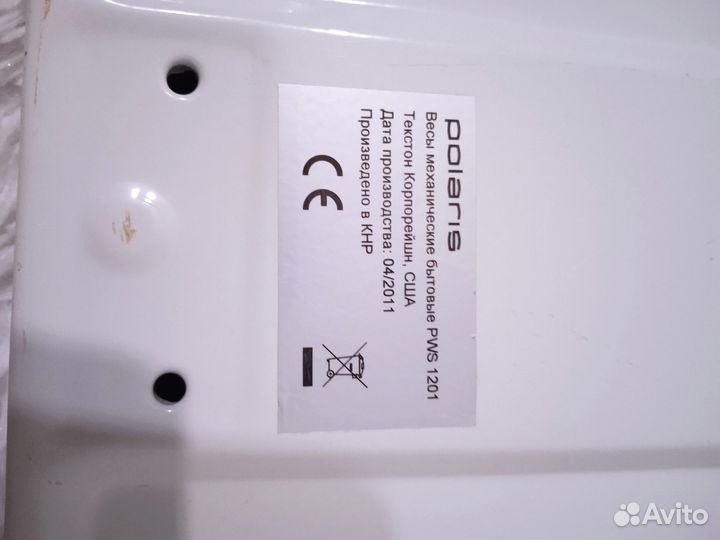 polaris
Весы механические бытовые PWS 1201
Текстон Корпорейшн, США
Дата производства: 04/2011
Произведено в КНР
CE
Avito